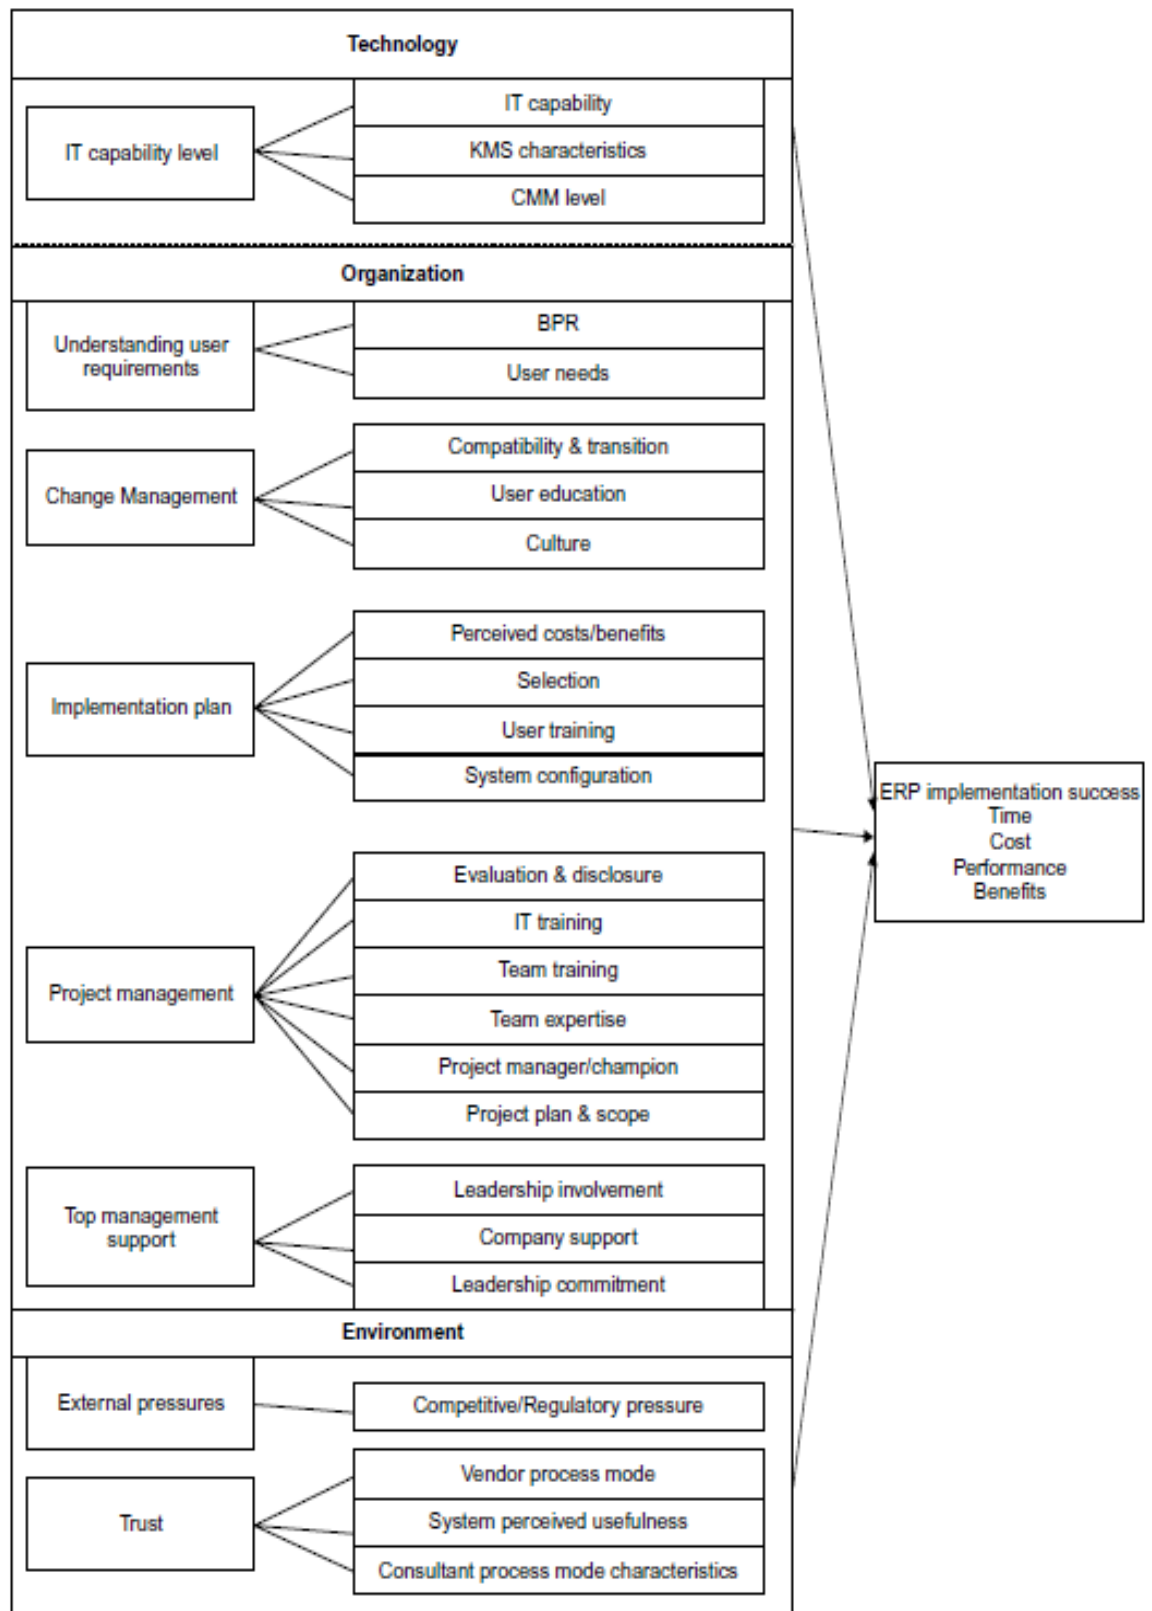 Technology
IT capability level
IT capability
KMS characteristics
CMM level
Organization
Understanding user
requirements
BPR
User needs
Change Management
Compatibility & transition
User education
Culture
Implementation plan
Perceived costs/benefits
Selection
User training
System configuration
Project management
Evaluation & disclosure
IT training
Team training
Team expertise
Project manager/champion
Project plan & scope
Top management
support
Leadership involvement
Company support
Leadership commitment
Environment
External pressures
Competitive/Regulatory pressure
Trust
Vendor process mode
System perceived usefulness
Consultant process mode characteristics
ERP implementation success
Time
Cost
Performance
Benefits